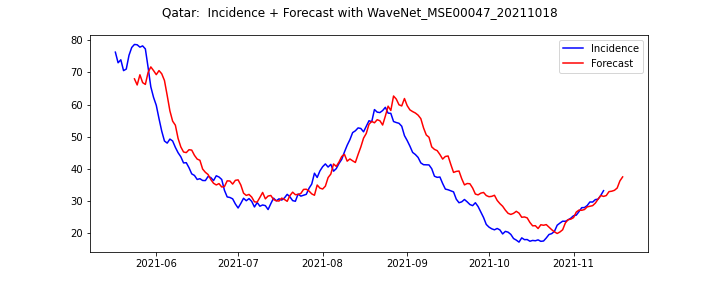 Qatar:  Incidence + Forecast with WaveNet_MSE00047_20211018
80
70
60
50
40
30
20
Incidence
Forecast
2021-06 2021-07 2021-08 2021-09 2021-10 2021-11